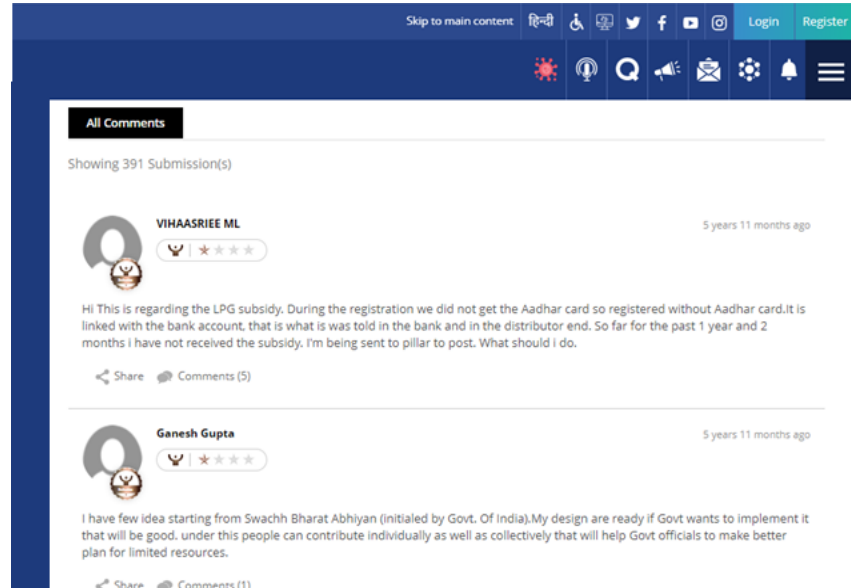 Skip to main content हिन्दी Login Register
All Comments
Showing 391 Submission(s)
VIHAASRIEE ML 5 years 11 months ago
Hi This is regarding the LPG subsidy. During the registration we did not get the Aadhar card so registered without Aadhar card.It is
linked with the bank account, that is what is was told in the bank and in the distributor end. So far for the past 1 year and 2
months i have not received the subsidy. I'm being sent to pillar to post. What should i do.
Share Comments (5)
Ganesh Gupta 5 years 11 months ago
I have few idea starting from Swachh Bharat Abhiyan (initialed by Govt. Of India).My design are ready if Govt wants to implement it
that will be good. under this people can contribute individually as well as collectively that will help Govt officials to make better
plan for limited resources.
Share Comments (1)